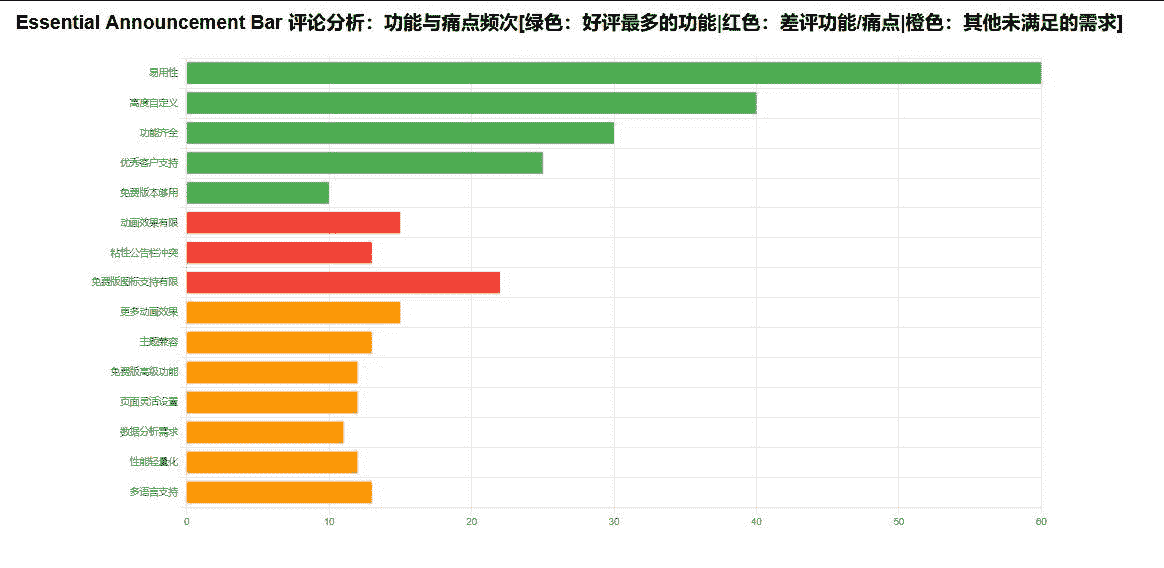 Essential Announcement Bar 评论分析：功能与痛点频次[绿色：好评最多的功能|红色：差评功能/痛点|橙色：其他未满足的需求]
易用性
高度自定义
功能齐全
优秀客户支持
免费版本够用
动画效果有限
粘性公告栏冲突
免费版图标支持有限
更多动画效果
主题兼容
免费版高级功能
页面灵活设置
数据分析需求
性能轻量化
多语言支持
0 10 20 30 40 50 60